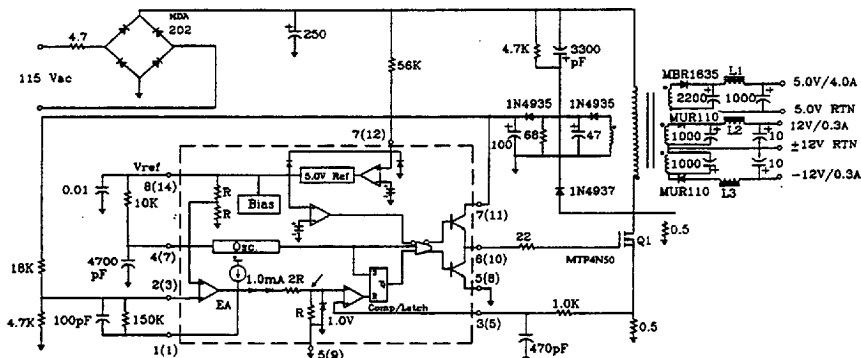 MDA
202
4.7
115 Vac
250
56K
4.7K
3300
pF
MBR1635
L1
5.0V/4.0A
2200
1000
5.0V RTN
MUR110
L2
12V/0.3A
1000
10
±12V RTN
1000
10
MUR110
L3
-12V/0.3A
1N4935
1N4935
100
68
47
1N4937
7(12)
Vref
5.0V Ref
0.01
8(14)
R
R
Bias
10K
7(11)
0.5
18K
4(7)
Osc.
6(10)
22
Q1
MTP4N50
4700
pF
1.0mA
2R
S
Q
R
5(8)
2(3)
EA
Comp/Latch
1.0K
4.7K
100pF
150K
R
1.0V
3(5)
0.5
1(1)
5(9)
470pF